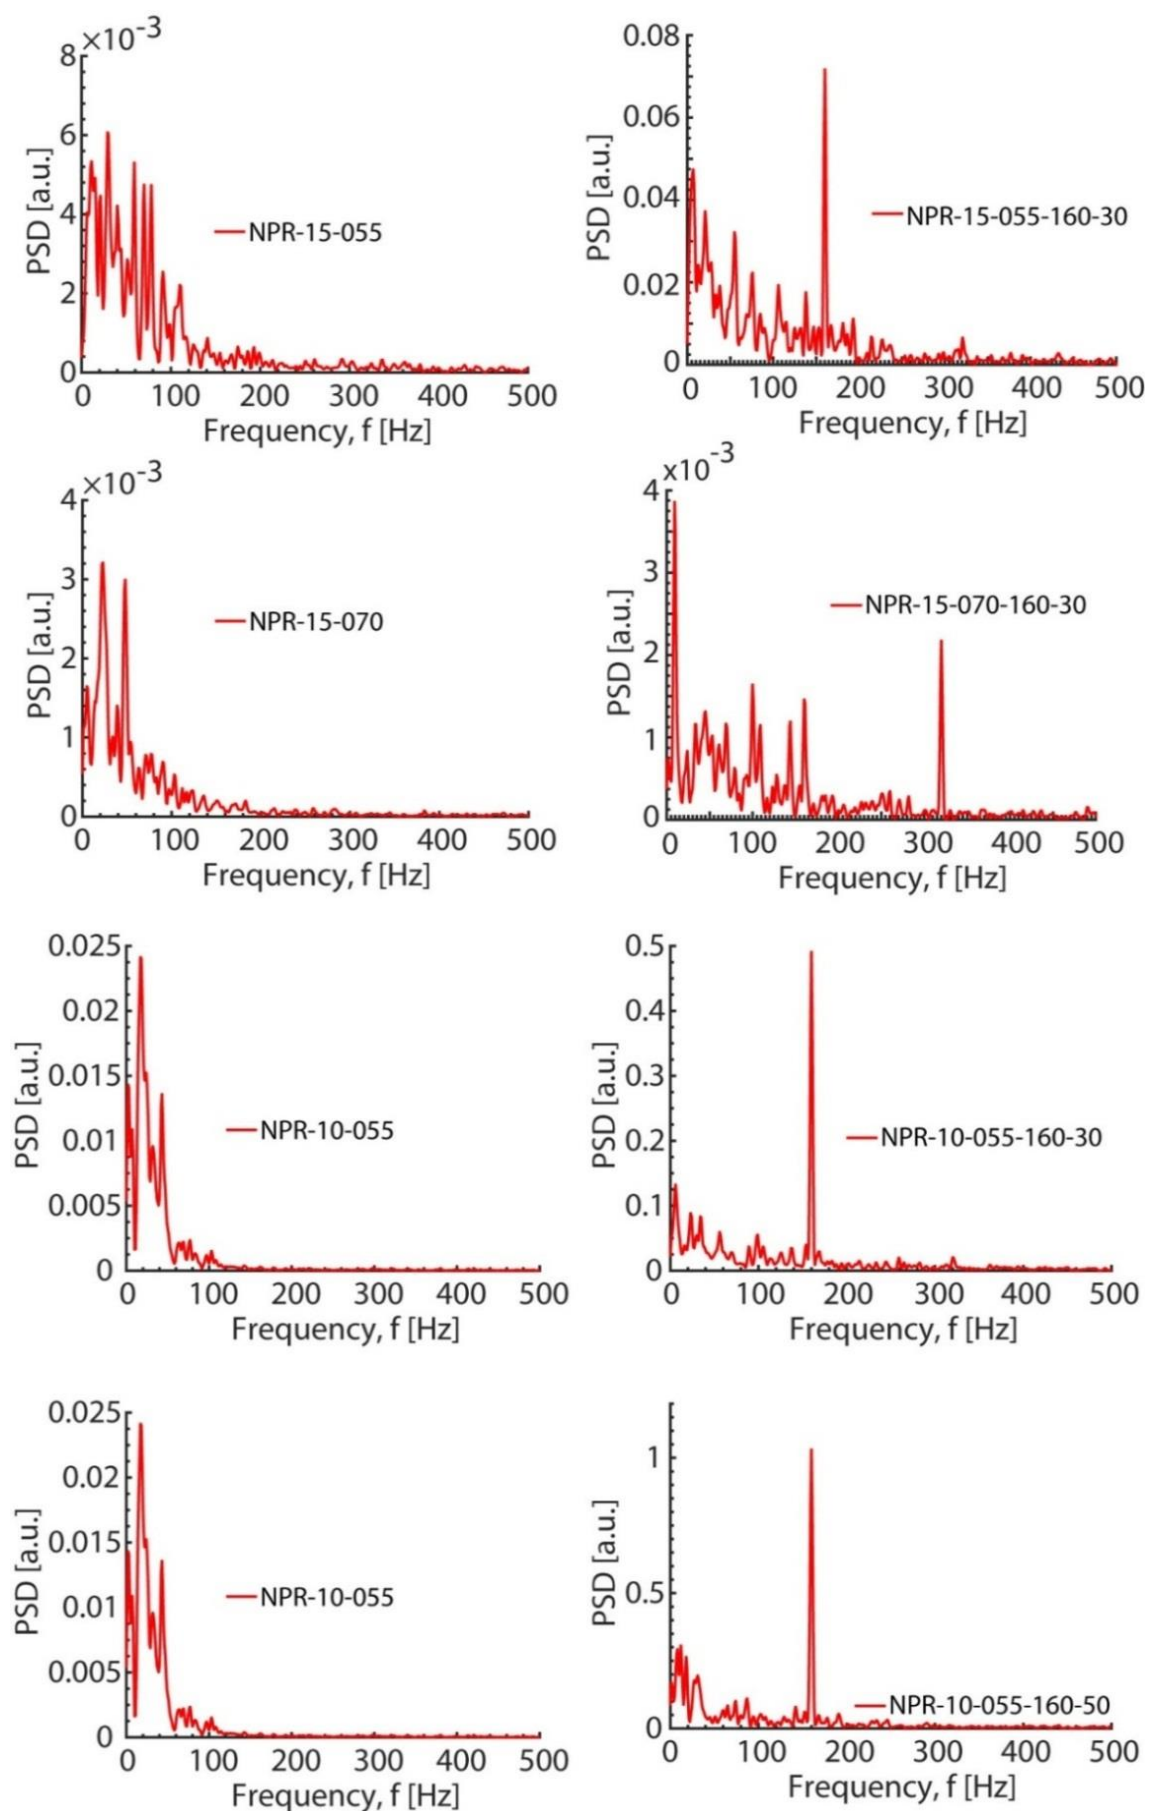 ×10⁻³
8
6
4
2
0
PSD [a.u.]
NPR-15-055
0 100 200 300 400 500
Frequency, f [Hz]
0.08
0.06
0.04
0.02
0
PSD [a.u.]
NPR-15-055-160-30
0 100 200 300 400 500
Frequency, f [Hz]
×10⁻³
4
3
2
1
0
PSD [a.u.]
NPR-15-070
0 100 200 300 400 500
Frequency, f [Hz]
x10⁻³
4
3
2
1
0
PSD [a.u.]
NPR-15-070-160-30
0 100 200 300 400 500
Frequency, f [Hz]
0.025
0.02
0.015
0.01
0.005
0
PSD [a.u.]
NPR-10-055
0 100 200 300 400 500
Frequency, f [Hz]
0.5
0.4
0.3
0.2
0.1
0
PSD [a.u.]
NPR-10-055-160-30
0 100 200 300 400 500
Frequency, f [Hz]
0.025
0.02
0.015
0.01
0.005
0
PSD [a.u.]
NPR-10-055
0 100 200 300 400 500
Frequency, f [Hz]
1
0.5
0
PSD [a.u.]
NPR-10-055-160-50
0 100 200 300 400 500
Frequency, f [Hz]